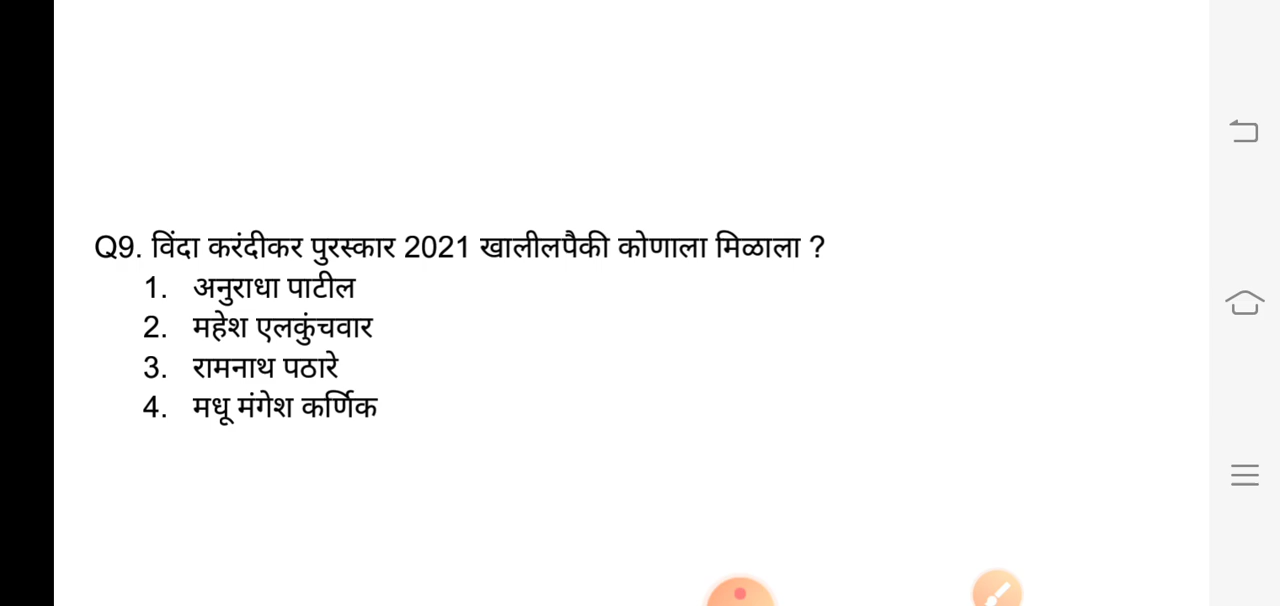 Q9. विंदा करंदीकर पुरस्कार 2021 खालीलपैकी कोणाला मिळाला ?
1. अनुराधा पाटील
2. महेश एलकुंचवार
3. रामनाथ पठारे
4. मधू मंगेश कर्णिक